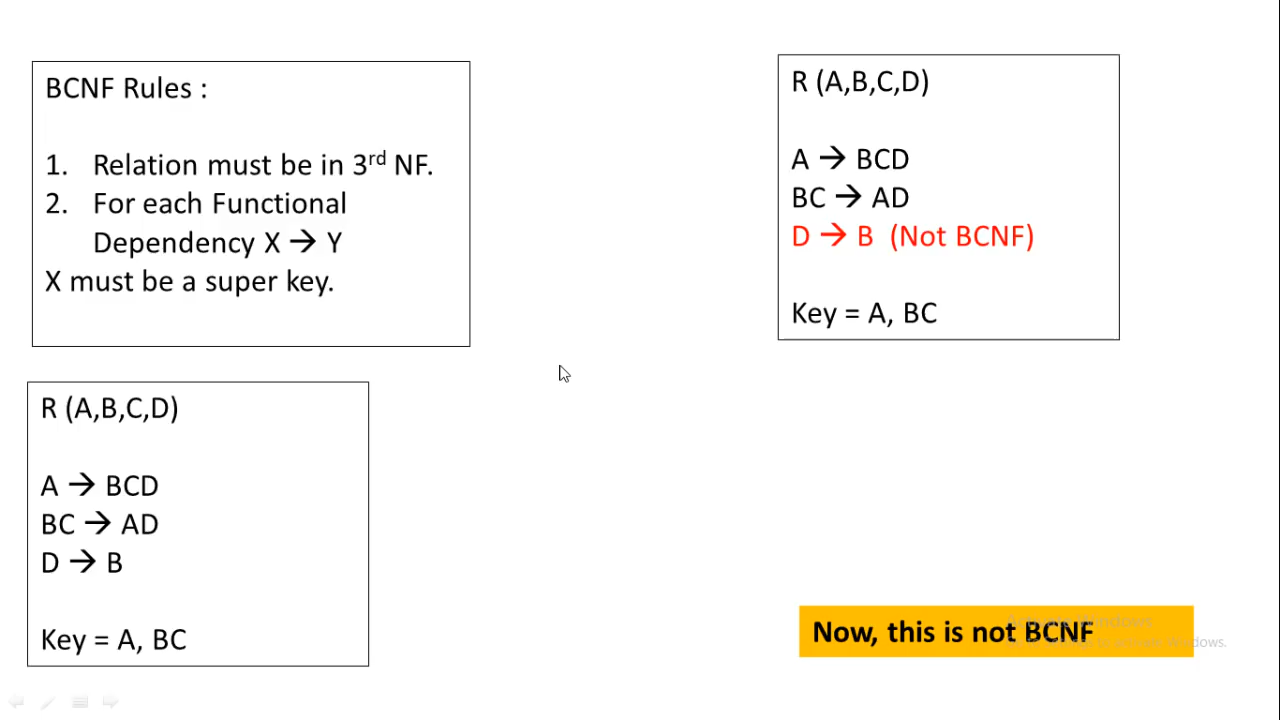 BCNF Rules :
1. Relation must be in 3rd NF.
2. For each Functional
Dependency X → Y
X must be a super key.
R (A,B,C,D)
A → BCD
BC → AD
D → B (Not BCNF)
Key = A, BC
R (A,B,C,D)
A → BCD
BC → AD
D → B
Key = A, BC
Now, this is not BCNF